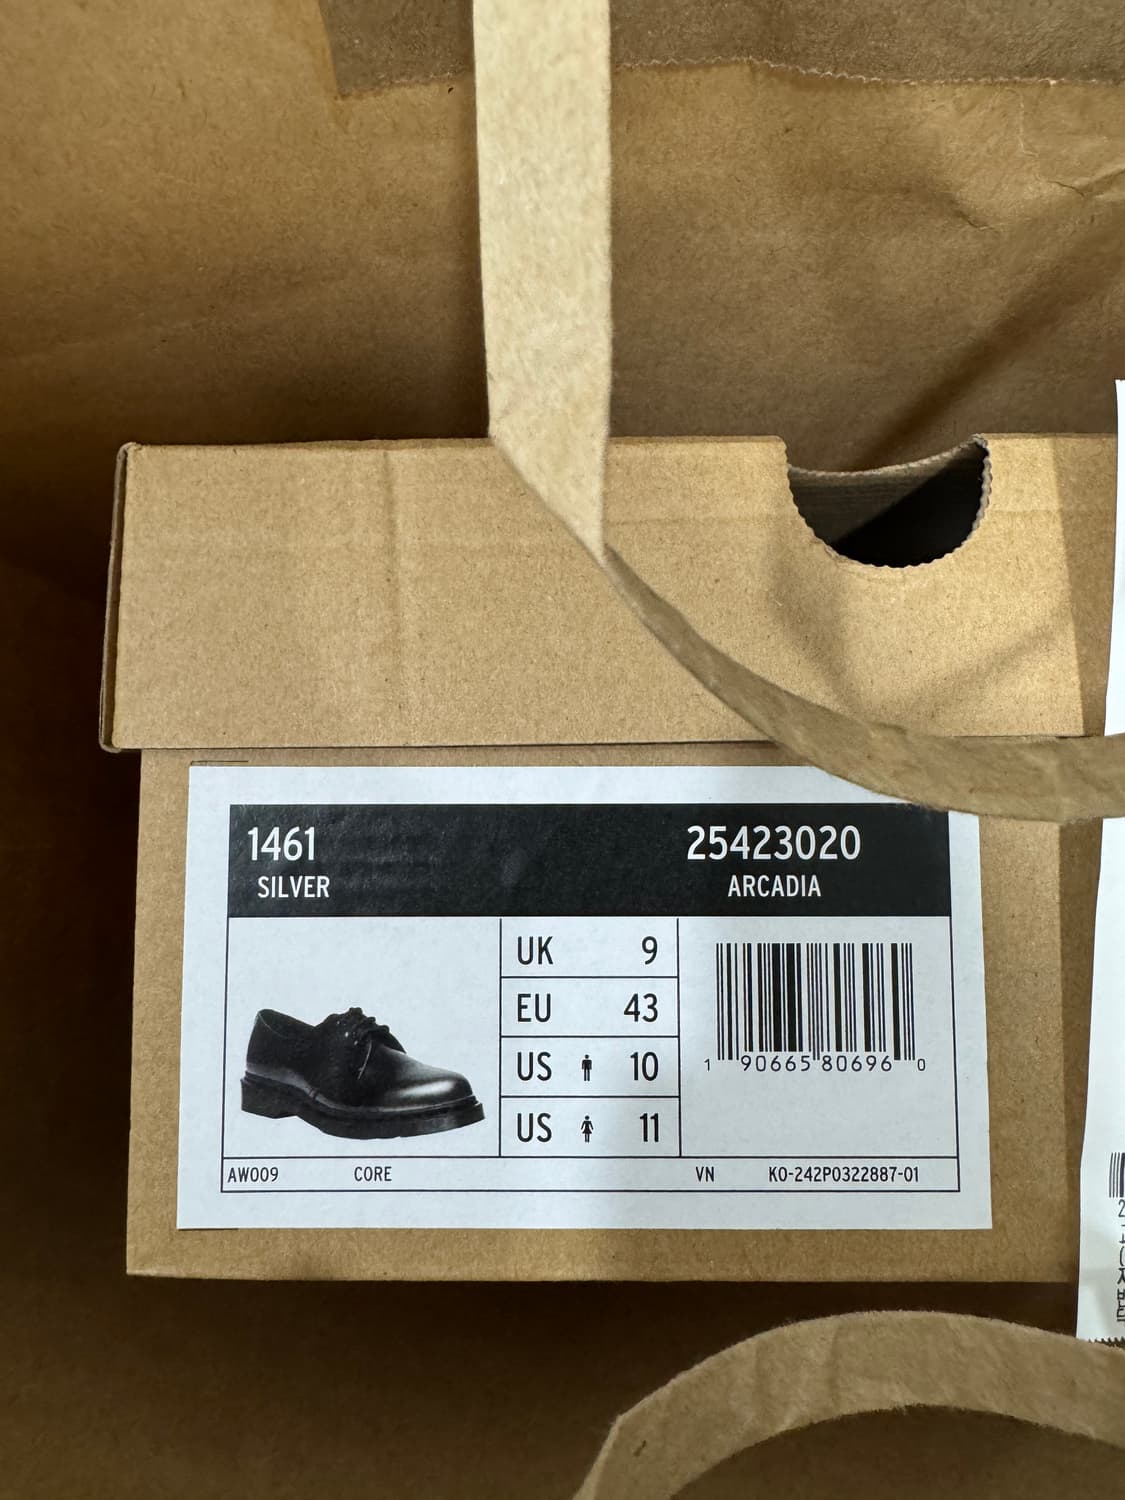 1461
SILVER
25423020
ARCADIA
UK 9
EU 43
US 10
US 11
1 90665 80696 0
AW009 CORE VN KO-242P0322887-01